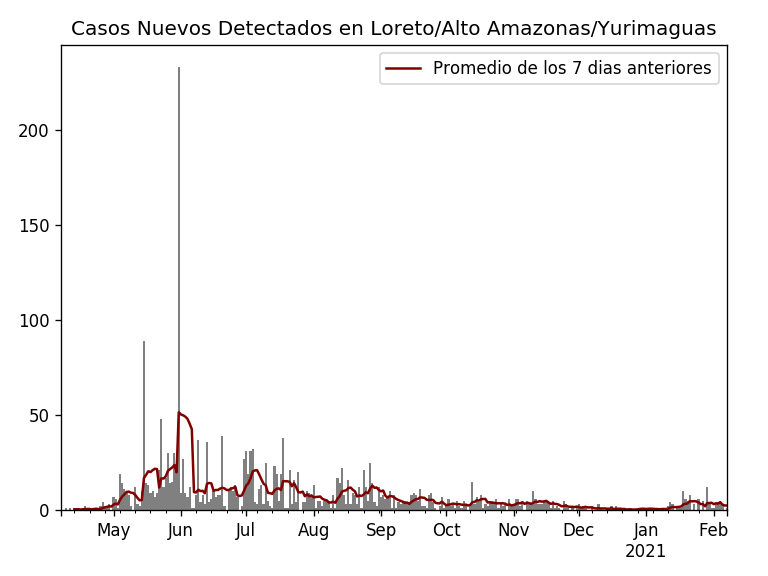 Casos Nuevos Detectados en Loreto/Alto Amazonas/Yurimaguas
Promedio de los 7 dias anteriores
200
150
100
50
0
May Jun Jul Aug Sep Oct Nov Dec Jan Feb
2021